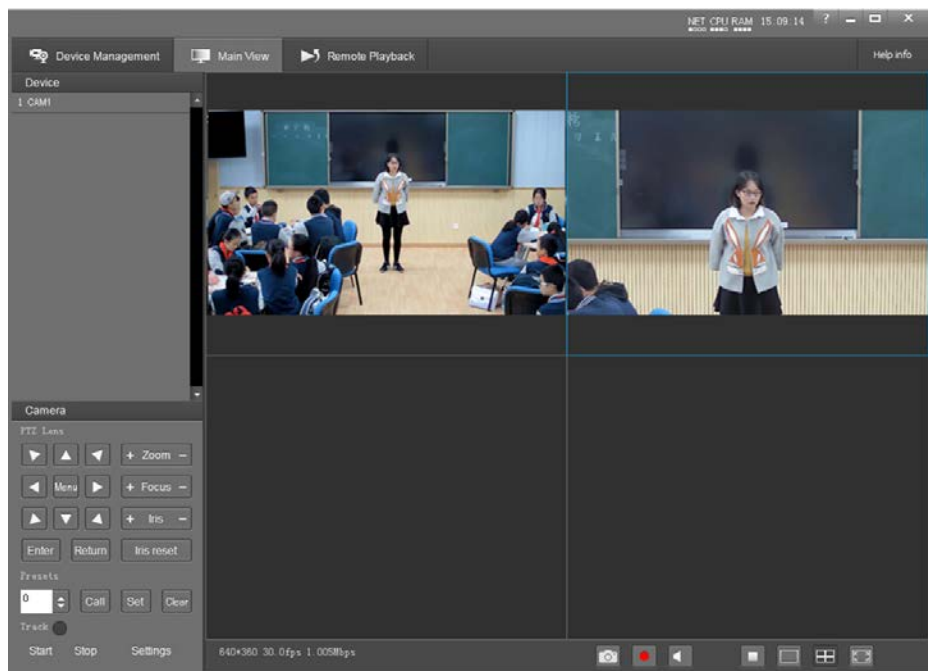 NET CPU RAM 15:09:14 ?
Device Management Main View Remote Playback Help info
Device
1 CAM1
Camera
PTZ Lens
+ Zoom -
Menu + Focus -
+ Iris -
Enter Return Iris reset
Presets
0 Call Set Clear
Track
Start Stop Settings
640*360 30.0fps 1.005Mbps